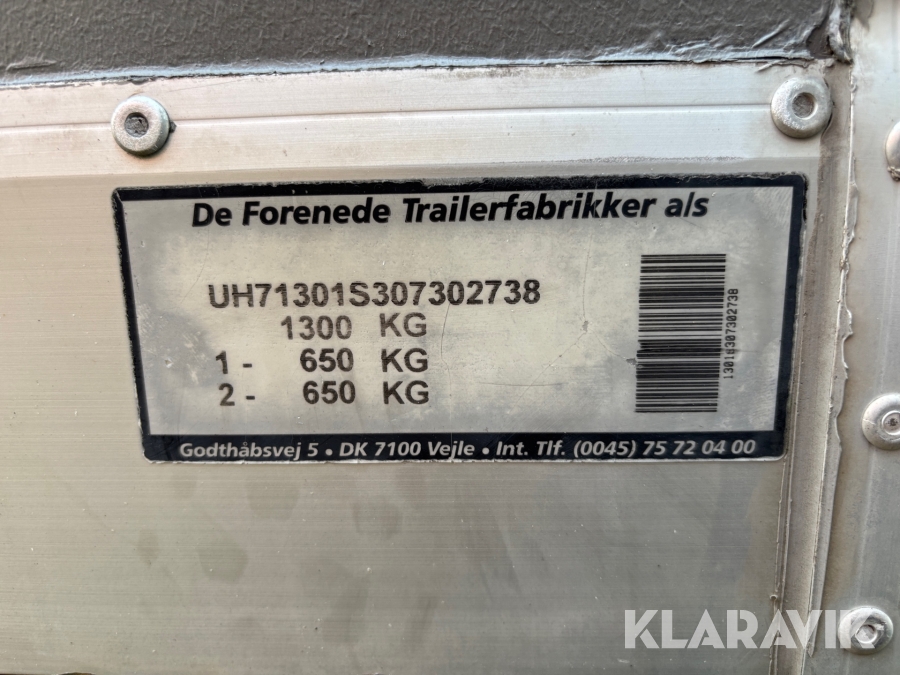 De Forenede Trailerfabrikker a/s
UH71301S307302738
1300 KG
1 - 650 KG
2 - 650 KG
1301S307302738
Godthåbsvej 5 • DK 7100 Vejle • Int. Tlf. (0045) 75 72 04 00
KLARAVIK